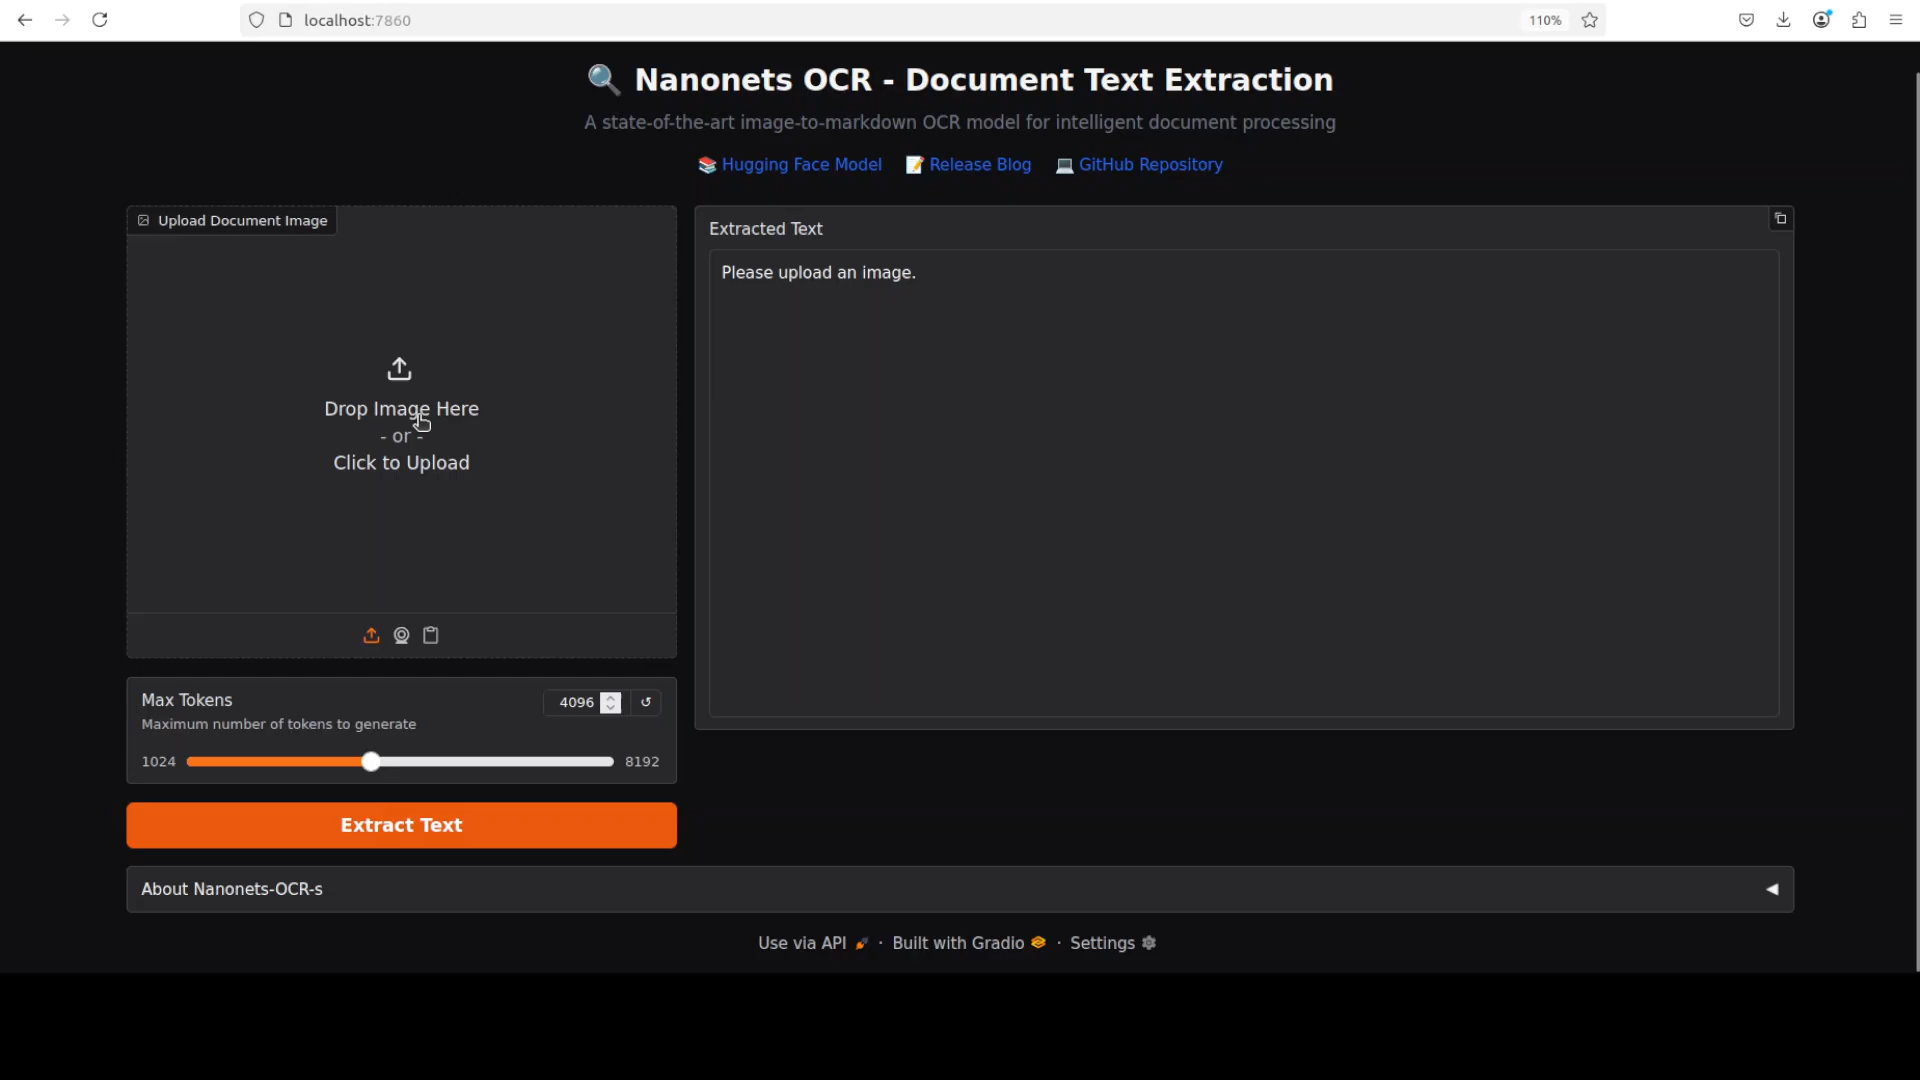 localhost:7860
110%
🔍 Nanonets OCR - Document Text Extraction
A state-of-the-art image-to-markdown OCR model for intelligent document processing
📚 Hugging Face Model 📝 Release Blog 💻 GitHub Repository
Upload Document Image
Drop Image Here
- or -
Click to Upload
Extracted Text
Please upload an image.
Max Tokens
4096
Maximum number of tokens to generate
1024
8192
Extract Text
About Nanonets-OCR-s
Use via API 🚀 · Built with Gradio · Settings ⚙️